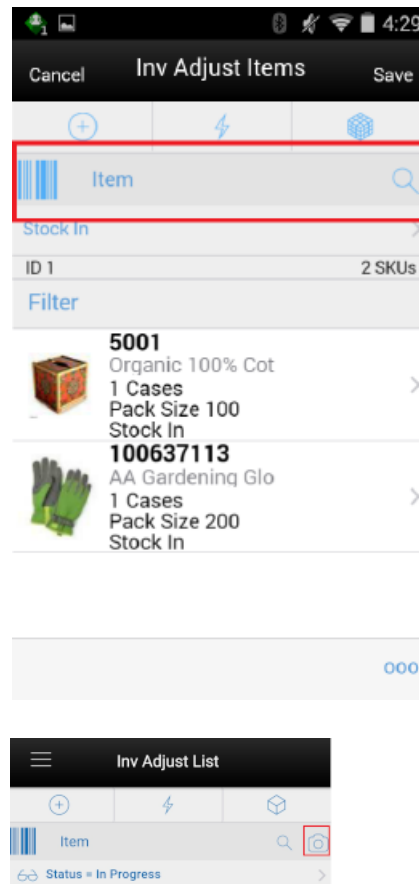 1 4:29
Cancel Inv Adjust Items Save
Item
Stock In
ID 1 2 SKUs
Filter
5001
Organic 100% Cot
1 Cases
Pack Size 100
Stock In
100637113
AA Gardening Glo
1 Cases
Pack Size 200
Stock In
Inv Adjust List
Item
Status = In Progress